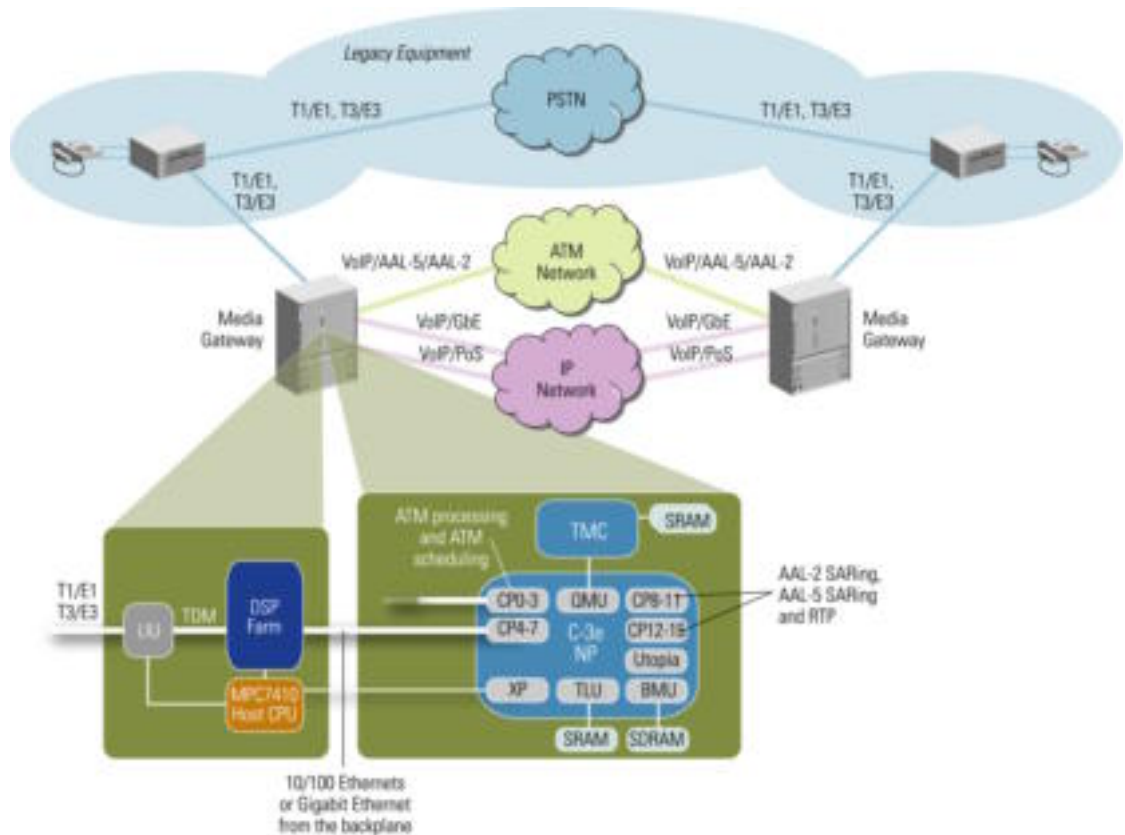 Legacy Equipment
PSTN
T1/E1, T3/E3
T1/E1, T3/E3
T1/E1,
T3/E3
T1/E1,
T3/E3
ATM
Network
VoIP/AAL-5/AAL-2
VoIP/AAL-5/AAL-2
Media
Gateway
VoIP/GbE
VoIP/GbE
Media
Gateway
VoIP/PoS
VoIP/PoS
IP
Network
ATM processing
and ATM
scheduling
TMC
SRAM
T1/E1
T3/E3
LIU
TDM
DSP
Farm
MPC7410
Host CPU
CP0-3
QMU
CP8-11
CP4-7
C-3e
NP
CP12-15
Utopia
XP
TLU
BMU
SRAM
SDRAM
AAL-2 SARing,
AAL-5 SARing
and RTP
10/100 Ethernets
or Gigabit Ethernet
from the backplane